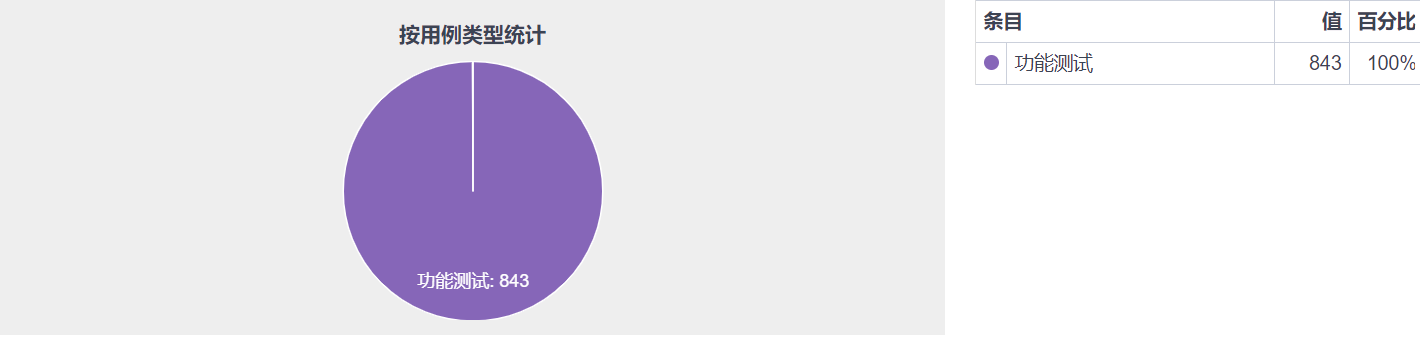 按用例类型统计
功能测试: 843
条目 值 百分比
功能测试 843 100%